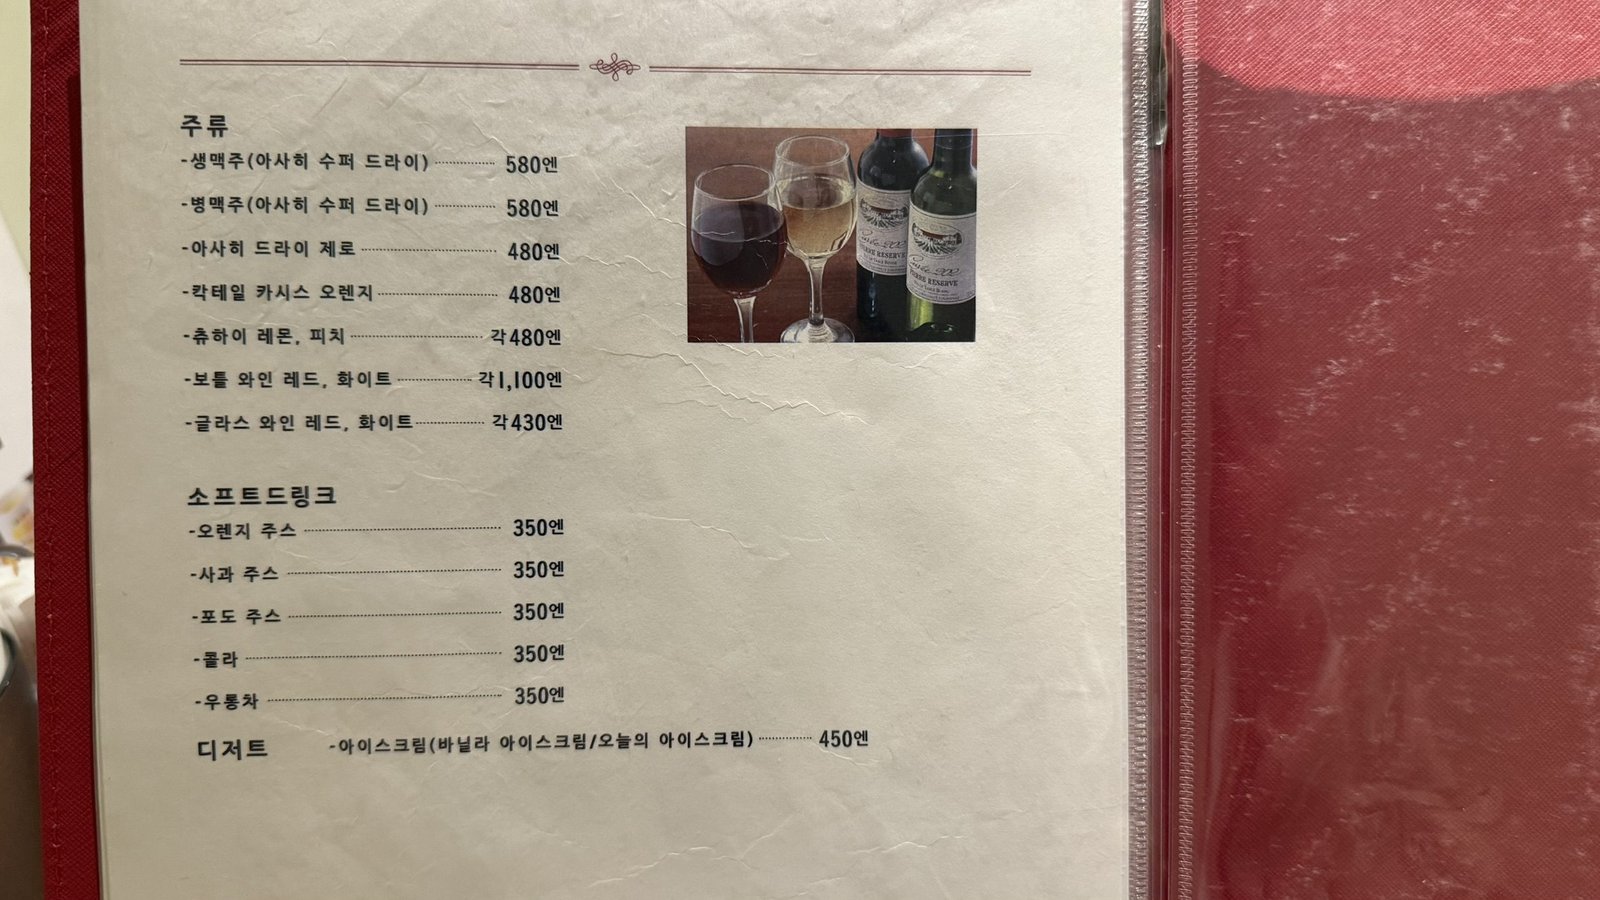 주류
-생맥주(아사히 수퍼 드라이) 580엔
-병맥주(아사히 수퍼 드라이) 580엔
-아사히 드라이 제로 480엔
-칵테일 카시스 오렌지 480엔
-츄하이 레몬, 피치 각480엔
-보틀 와인 레드, 화이트 각1,100엔
-글라스 와인 레드, 화이트 각430엔
PIERRE RESERVE
PIERRE RESERVE
소프트드링크
-오렌지 주스 350엔
-사과 주스 350엔
-포도 주스 350엔
-콜라 350엔
-우롱차 350엔
디저트 -아이스크림(바닐라 아이스크림/오늘의 아이스크림) 450엔